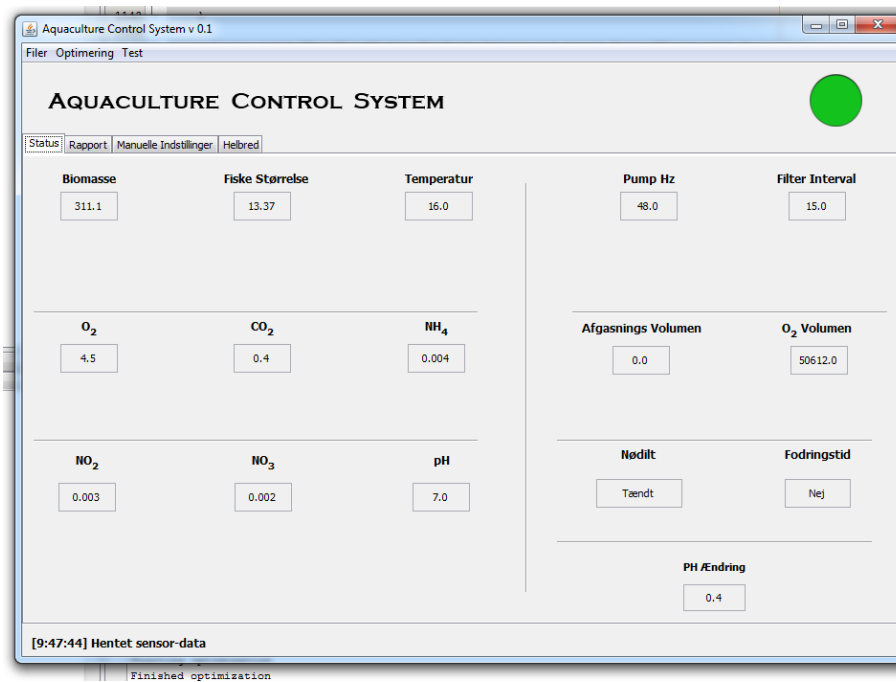 Aquaculture Control System v 0.1
Filer Optimering Test
AQUACULTURE CONTROL SYSTEM
Status Rapport Manuelle Indstillinger Helbred
Biomasse Fiske Størrelse Temperatur Pump Hz Filter Interval
311.1 13.37 16.0 48.0 15.0
O2 CO2 NH4 Afgasnings Volumen O2 Volumen
4.5 0.4 0.004 0.0 50612.0
NO2 NO3 pH Nødilt Fodringstid
0.003 0.002 7.0 Tændt Nej
PH Ændring
0.4
[9:47:44] Hentet sensor-data
Finished optimization